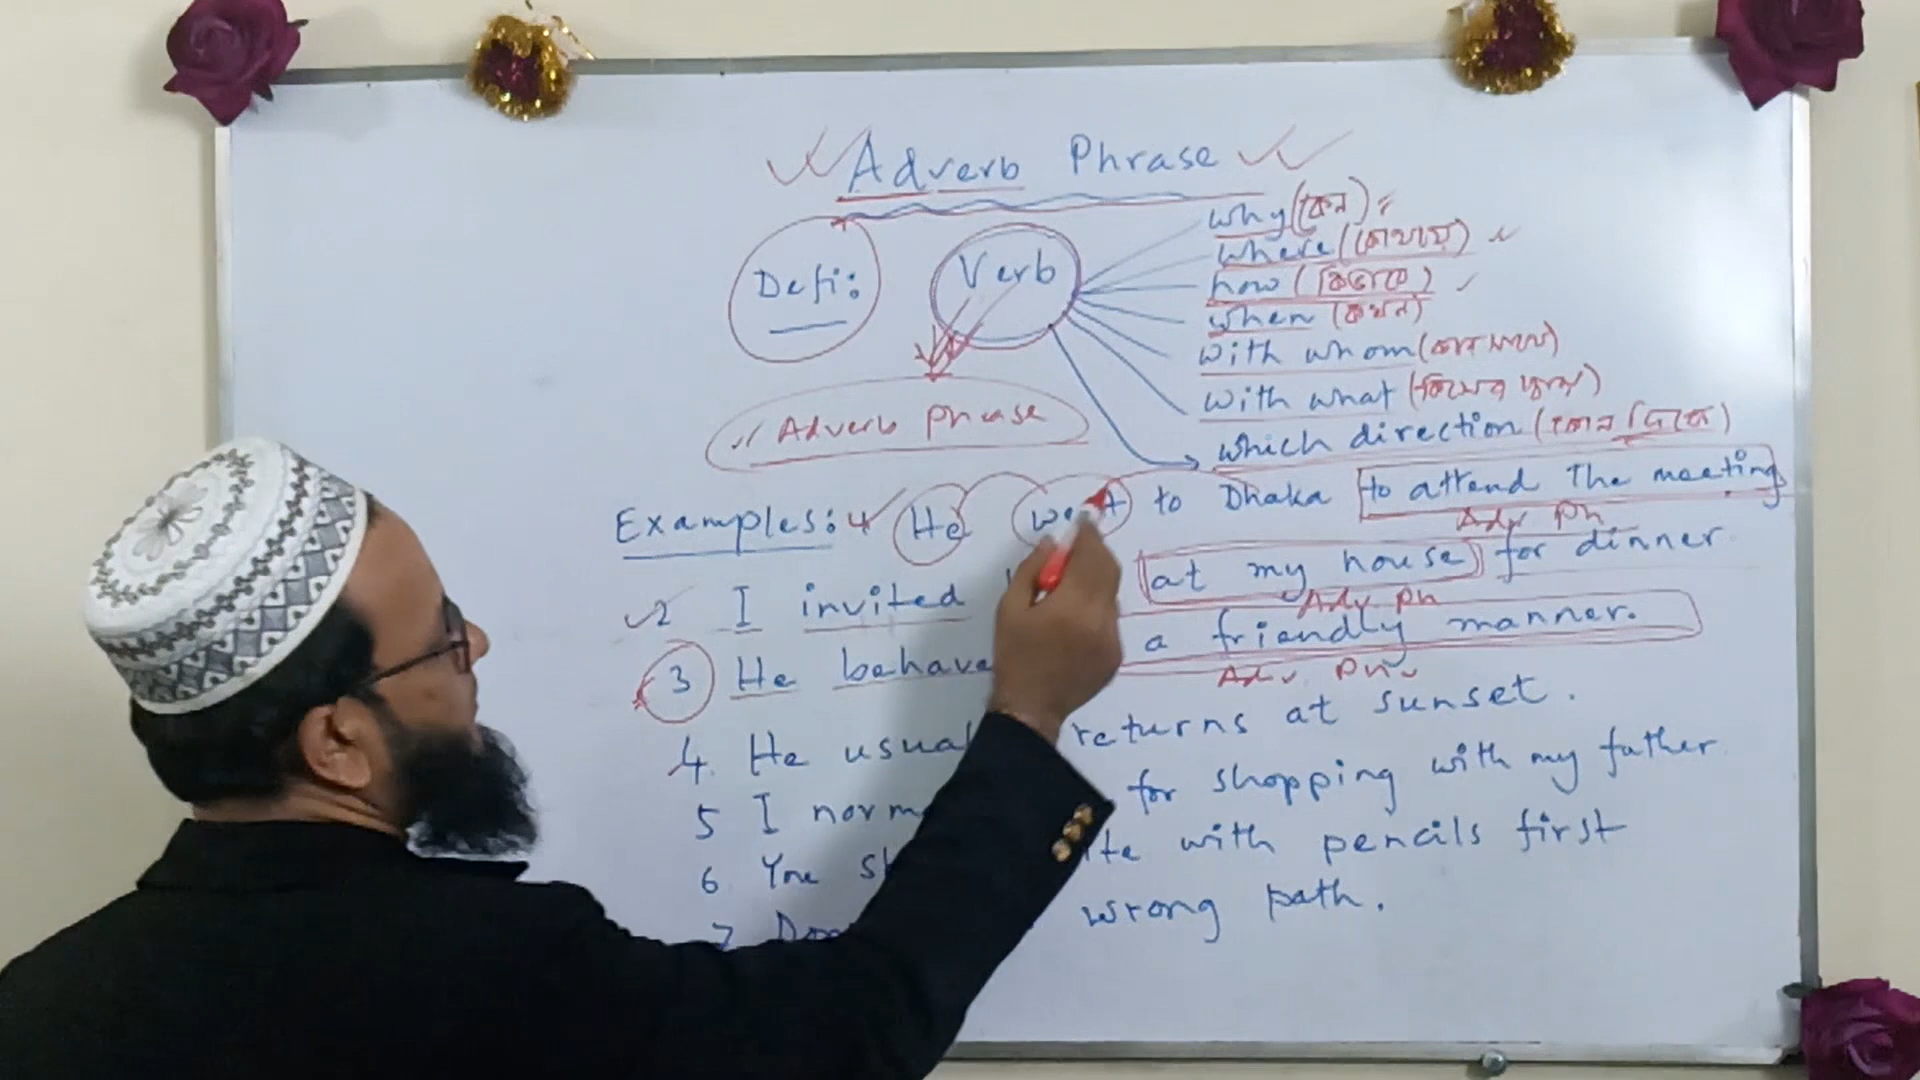 Adverb Phrase
Defi:
Verb
why (কেন)
where (কোথায়)
how (কিভাবে)
when (কখন)
with whom (কার সাথে)
with what (কিসের দ্বারা)
which direction (কোন দিকে)
Adverb Phrase
Examples: 1 He went to Dhaka to attend the meeting
Adv Ph
2 I invited at my house for dinner
Adv Ph
3 He behave a friendly manner.
Adv. Ph.
4. He usual returns at sunset.
5 I norm for shopping with my father
6 You sh ite with pencils first
7 Don wrong path.